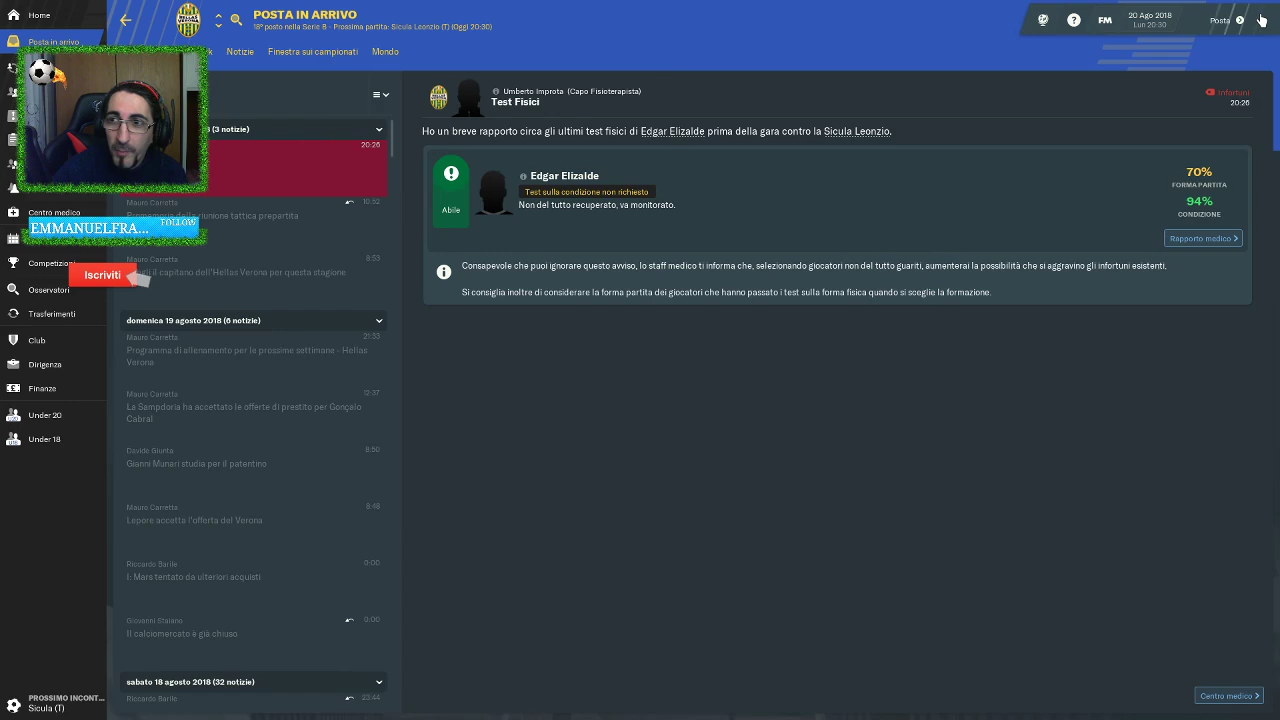 Home
POSTA IN ARRIVO
18° posto nella Serie B - Prossima partita: Sicula Leonzio (T) (Oggi 20:30)
FM
20 Ago 2018
Lun 20:30
Posta
Posta in arrivo
Notizie
Finestra sui campionati
Mondo
Umberto Improta (Capo Fisioterapista)
Test Fisici
Infortuni
20:26
Ho un breve rapporto circa gli ultimi test fisici di Edgar Elizalde prima della gara contro la Sicula Leonzio.
(3 notizie)
20:26
Abile
Edgar Elizalde
Test sulla condizione non richiesto
Non del tutto recuperato, va monitorato.
70%
FORMA PARTITA
94%
CONDIZIONE
Rapporto medico
Consapevole che puoi ignorare questo avviso, lo staff medico ti informa che, selezionando giocatori non del tutto guariti, aumenterai la possibilità che si aggravino gli infortuni esistenti.
Si consiglia inoltre di considerare la forma partita dei giocatori che hanno passati i test sulla forma fisica quando si sceglie la formazione.
Mauro Carretta
10:52
Promemoria della riunione tattica prepartita
Centro medico
EMMANUELFRA...
FOLLOW
Mauro Carretta
8:53
il capitano dell'Hellas Verona per questa stagione
Competizioni
Iscriviti
Osservatori
Trasferimenti
Club
Dirigenza
Finanze
Under 20
Under 18
domenica 19 agosto 2018 (6 notizie)
Mauro Carretta
21:53
Programma di allenamento per le prossime settimane - Hellas
Verona
Mauro Carretta
12:37
La Sampdoria ha accettato le offerte di prestito per Gonçalo
Cabral
Davide Giunta
8:50
Gianni Munari studia per il patentino
Mauro Carretta
8:48
Lepore accetta l'offerta del Verona
Riccardo Barile
0:00
I: Mars tentato da ulteriori acquisti
Giovanni Staiano
0:00
Il calciomercato è già chiuso
sabato 18 agosto 2018 (32 notizie)
Riccardo Barile
23:44
PROSSIMO INCONT...
Sicula (T)
Centro medico